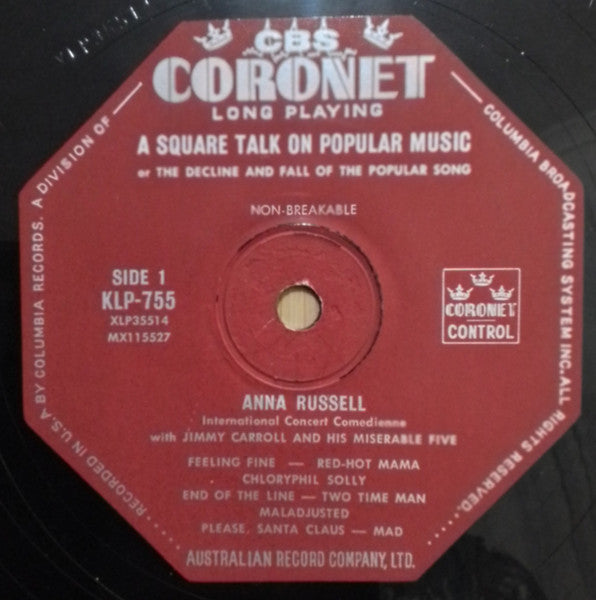 CBS
CORONET
LONG PLAYING
A SQUARE TALK ON POPULAR MUSIC
or THE DECLINE AND FALL OF THE POPULAR SONG
NON-BREAKABLE
SIDE 1
KLP-755
XLP35514
MX115527
CORONET
CONTROL
ANNA RUSSELL
International Concert Comedienne
with JIMMY CARROLL AND HIS MISERABLE FIVE
FEELING FINE — RED-HOT MAMA
CHLORYPHIL SOLLY
END OF THE LINE — TWO TIME MAN
MALADJUSTED
PLEASE, SANTA CLAUS — MAD
AUSTRALIAN RECORD COMPANY, LTD.
RECORDED IN U.S.A BY COLUMBIA RECORDS. A DIVISION OF
COLUMBIA BROADCASTING SYSTEM INC. ALL RIGHTS RESERVED.